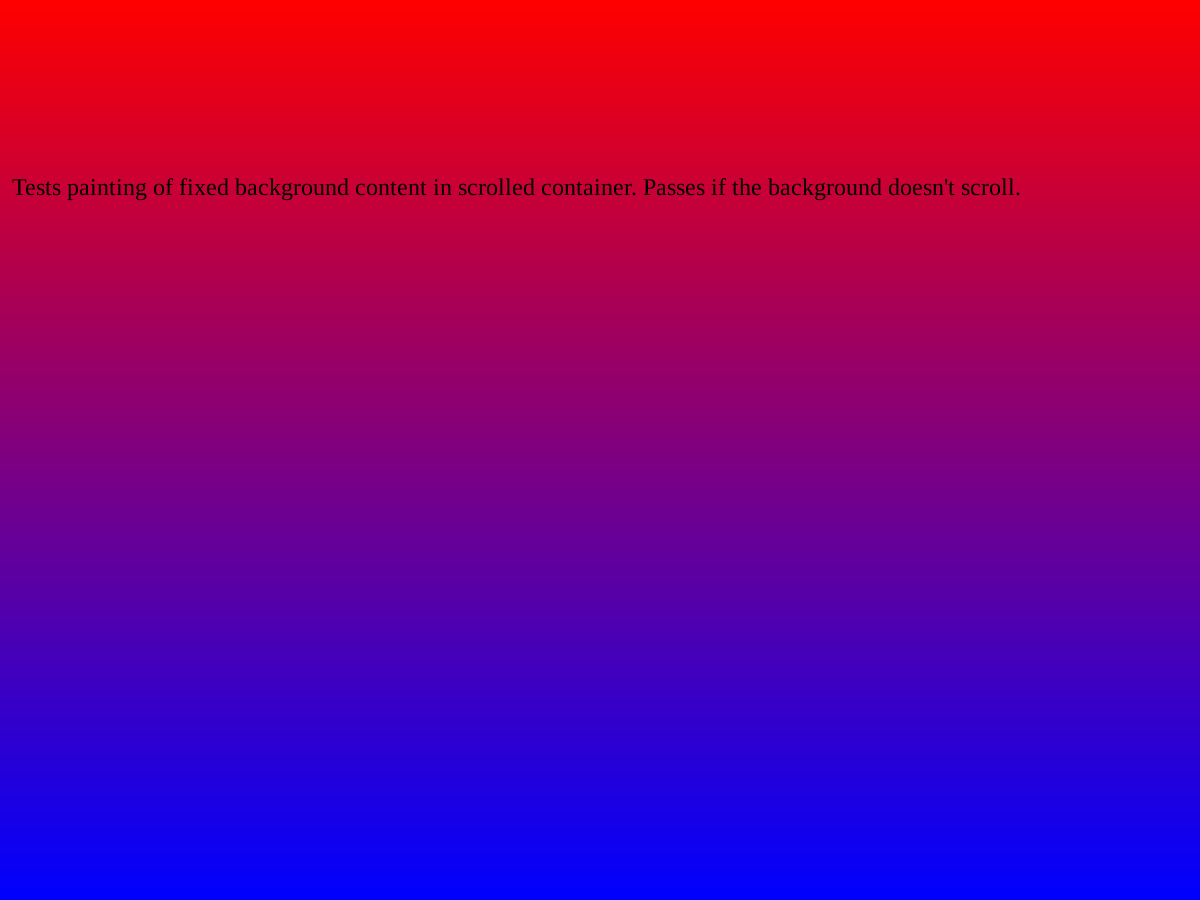 Tests painting of fixed background content in scrolled container. Passes if the background doesn't scroll.